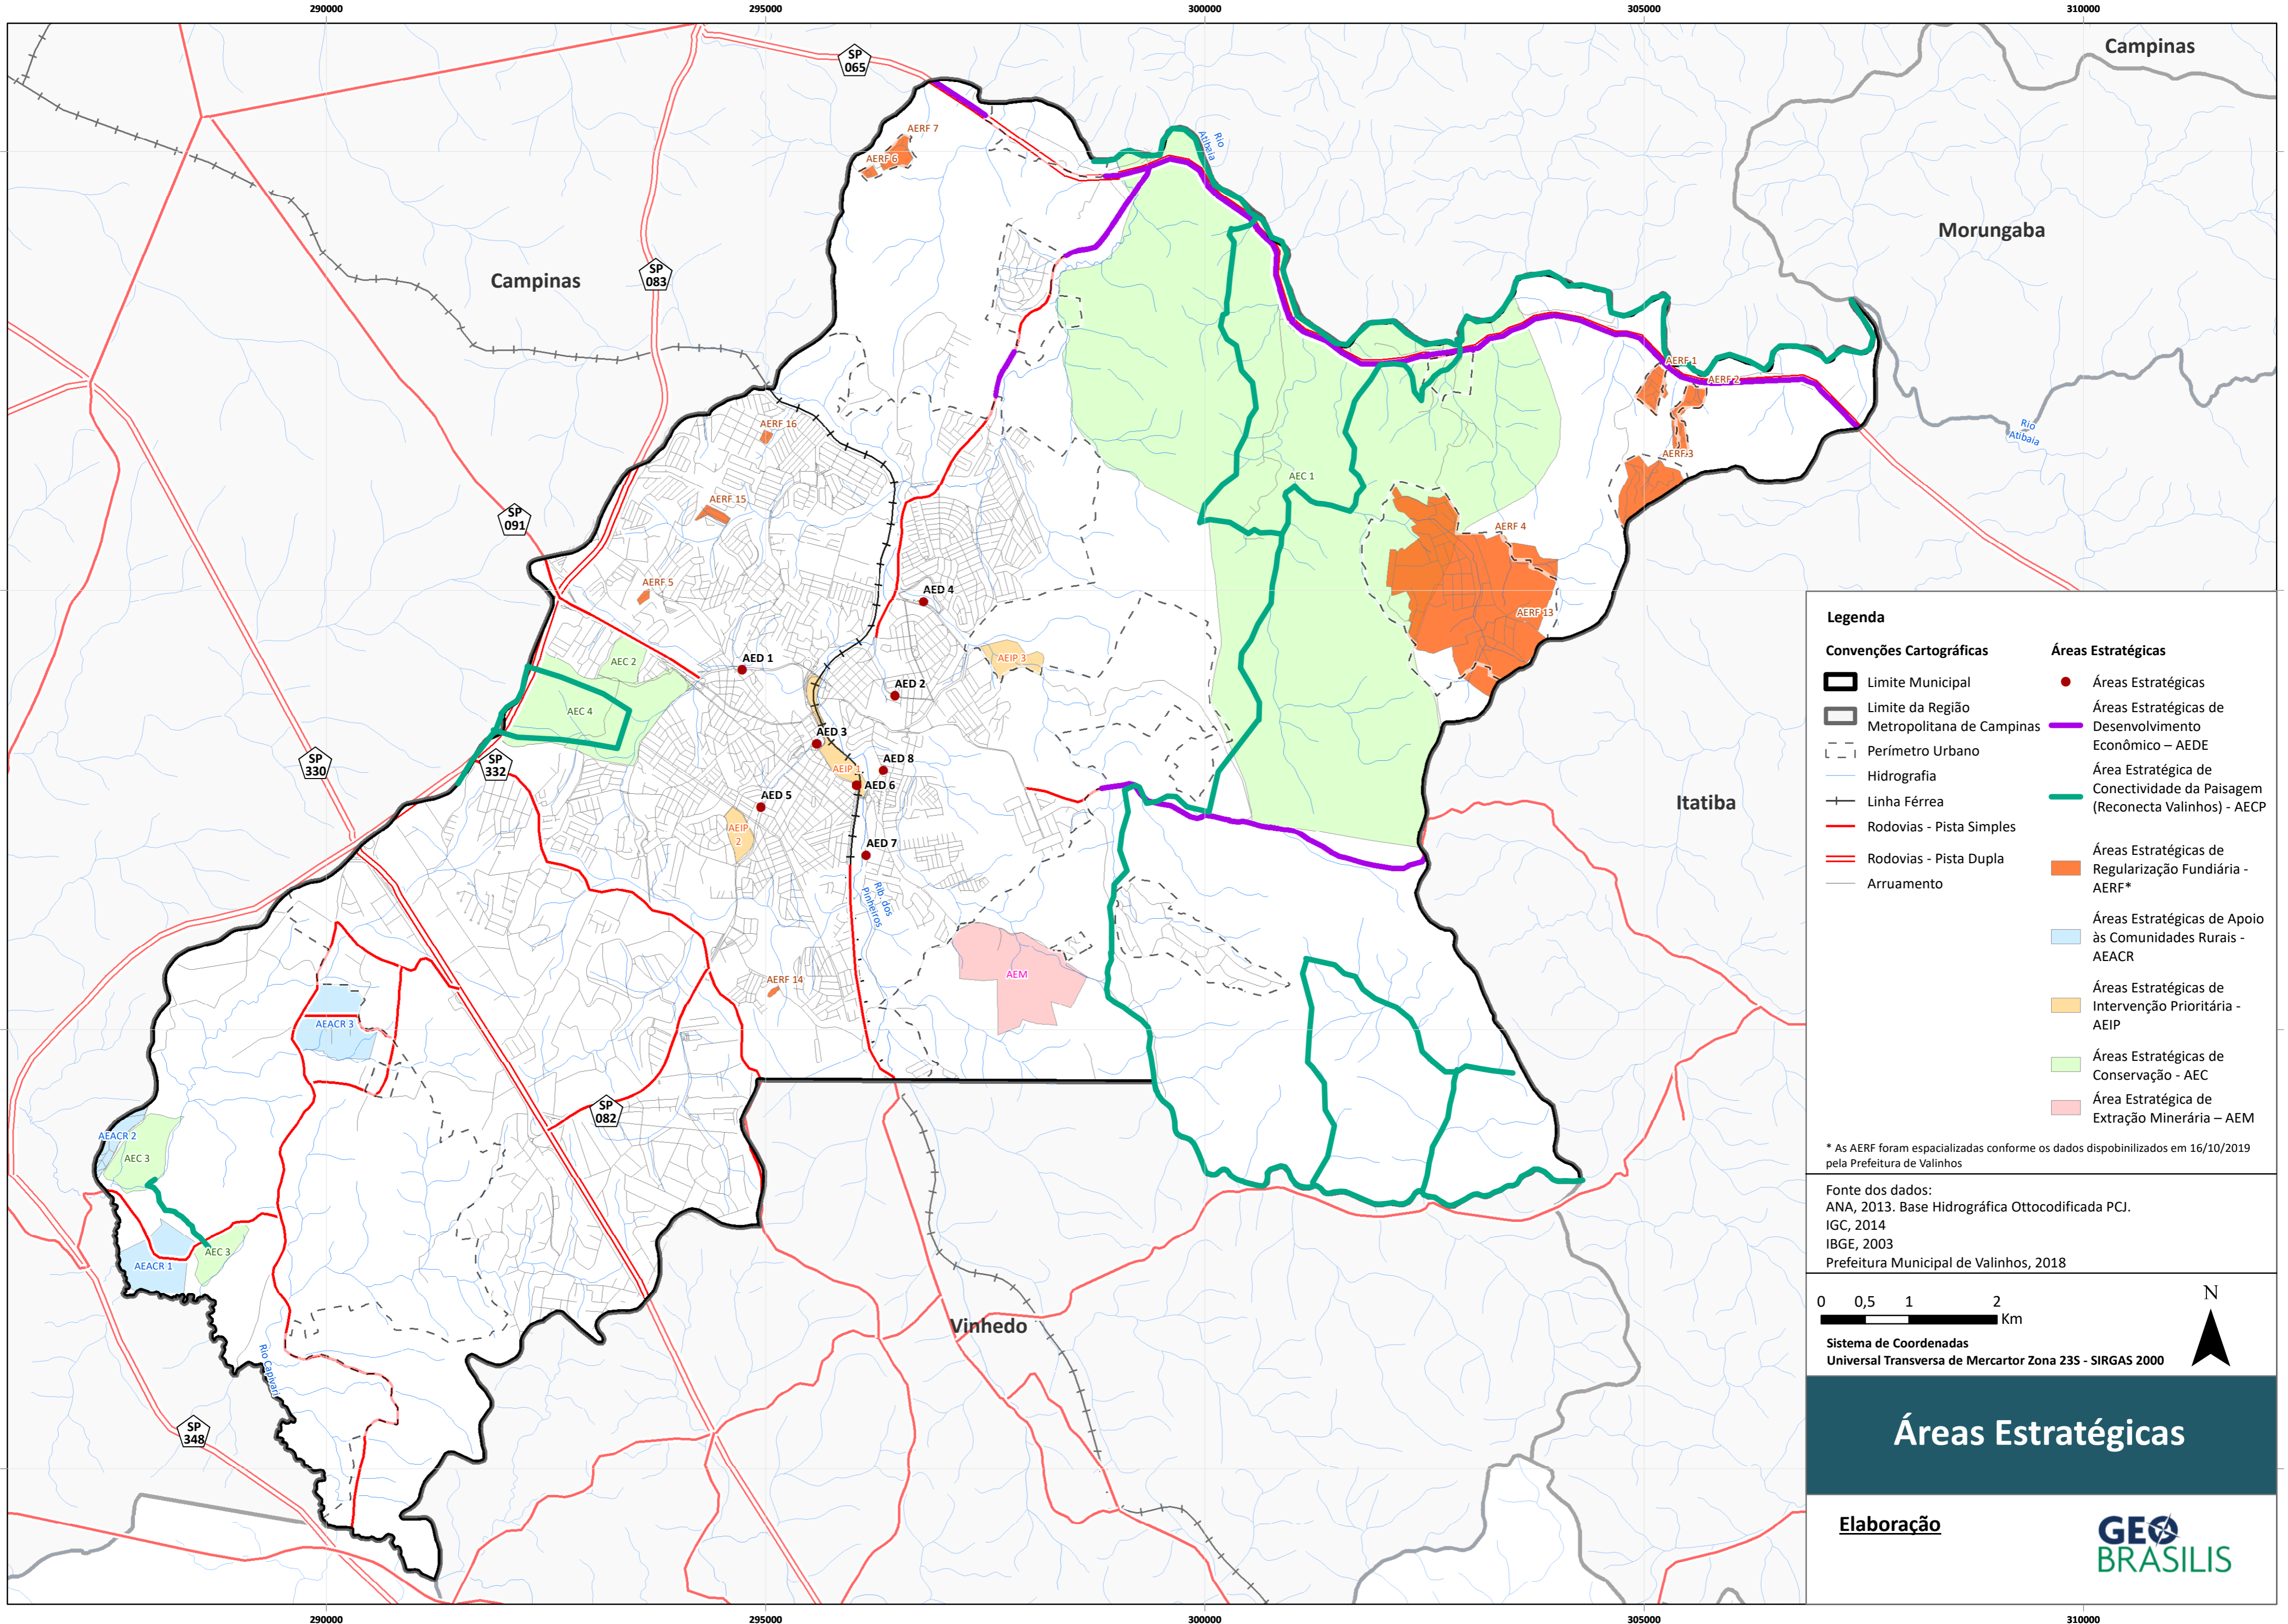 290000
295000
300000
305000
310000
Campinas
SP
065
AERF 7
AERF 6
Rio
Atibaia
Morungaba
Campinas
SP
083
AERF 1
AERF 2
AERF 16
Rio
Atibaia
AERF 3
AEC 1
AERF 15
SP
091
AERF 4
AERF 5
AED 4
AERF 13
AEC 2
AED 1
AEIP 3
AED 2
AEC 4
AED 3
SP
330
SP
332
AEIP 1
AED 8
AED 6
AED 5
AEIP
2
Itatiba
AED 7
Rib. dos
Pinheiros
AEM
AERF 14
AEACR 3
SP
082
AEACR 2
AEC 3
AEC 3
AEACR 1
Vinhedo
Rio Capivari
SP
348
Legenda
Convenções Cartográficas
Limite Municipal
Limite da Região
Metropolitana de Campinas
Perímetro Urbano
Hidrografia
Linha Férrea
Rodovias - Pista Simples
Rodovias - Pista Dupla
Arruamento
Áreas Estratégicas
Áreas Estratégicas
Áreas Estratégicas de
Desenvolvimento
Econômico – AEDE
Área Estratégica de
Conectividade da Paisagem
(Reconecta Valinhos) - AECP
Áreas Estratégicas de
Regularização Fundiária -
AERF*
Áreas Estratégicas de Apoio
às Comunidades Rurais -
AEACR
Áreas Estratégicas de
Intervenção Prioritária -
AEIP
Áreas Estratégicas de
Conservação - AEC
Área Estratégica de
Extração Minerária – AEM
* As AERF foram espacializadas conforme os dados dispobinilizados em 16/10/2019
pela Prefeitura de Valinhos
Fonte dos dados:
ANA, 2013. Base Hidrográfica Ottocodificada PCJ.
IGC, 2014
IBGE, 2003
Prefeitura Municipal de Valinhos, 2018
0 0,5 1 2
Km
N
Sistema de Coordenadas
Universal Transversa de Mercartor Zona 23S - SIRGAS 2000
Áreas Estratégicas
Elaboração
GEO
BRASILIS
290000
295000
300000
305000
310000